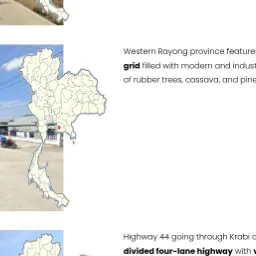 Western Rayong province feature
grid filled with modern and indust
of rubber trees, cassava, and pine
Highway 44 going through Krabi
divided four-lane highway with